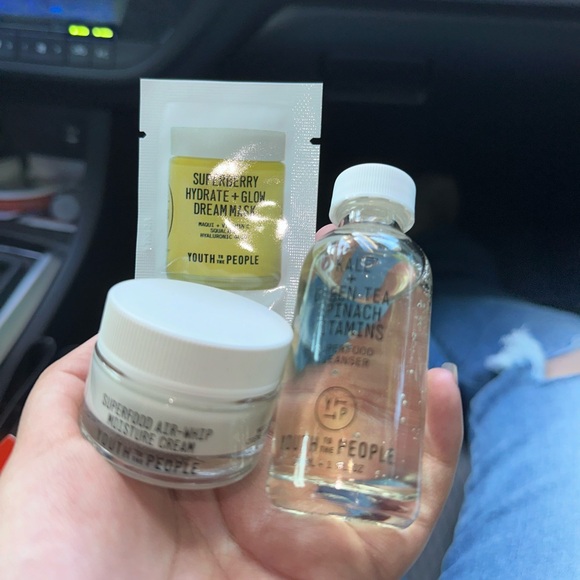 SUPERBERRY
HYDRATE + GLOW
DREAM MASK
MAQUI +
YOUTH TO THE PEOPLE
KALE
+
GREEN TEA
SPINACH
VITAMINS
SUPERFOOD
CLEANSER
YTTP
YOUTH TO THE PEOPLE
SUPERFOOD AIR-WHIP
MOISTURE CREAM
YOUTH TO THE PEOPLE